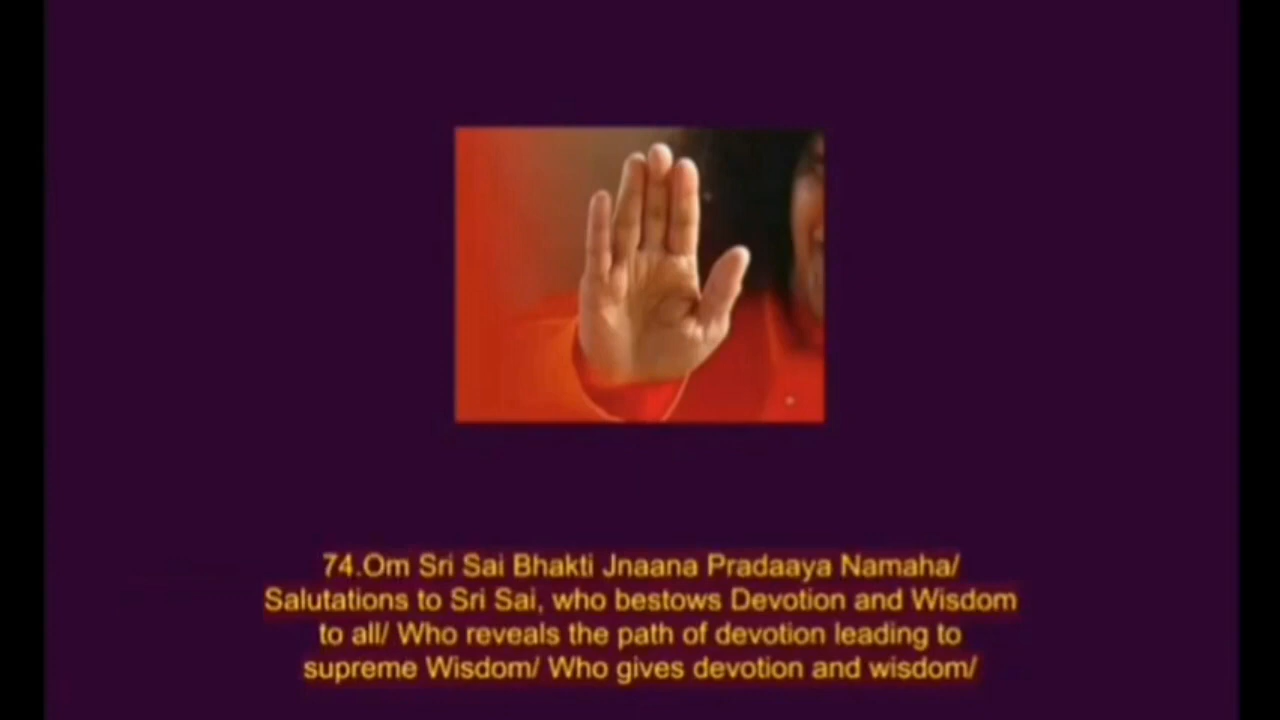 74.Om Sri Sai Bhakti Jnaana Pradaaya Namaha/
Salutations to Sri Sai, who bestows Devotion and Wisdom
to all/ Who reveals the path of devotion leading to
supreme Wisdom/ Who gives devotion and wisdom/